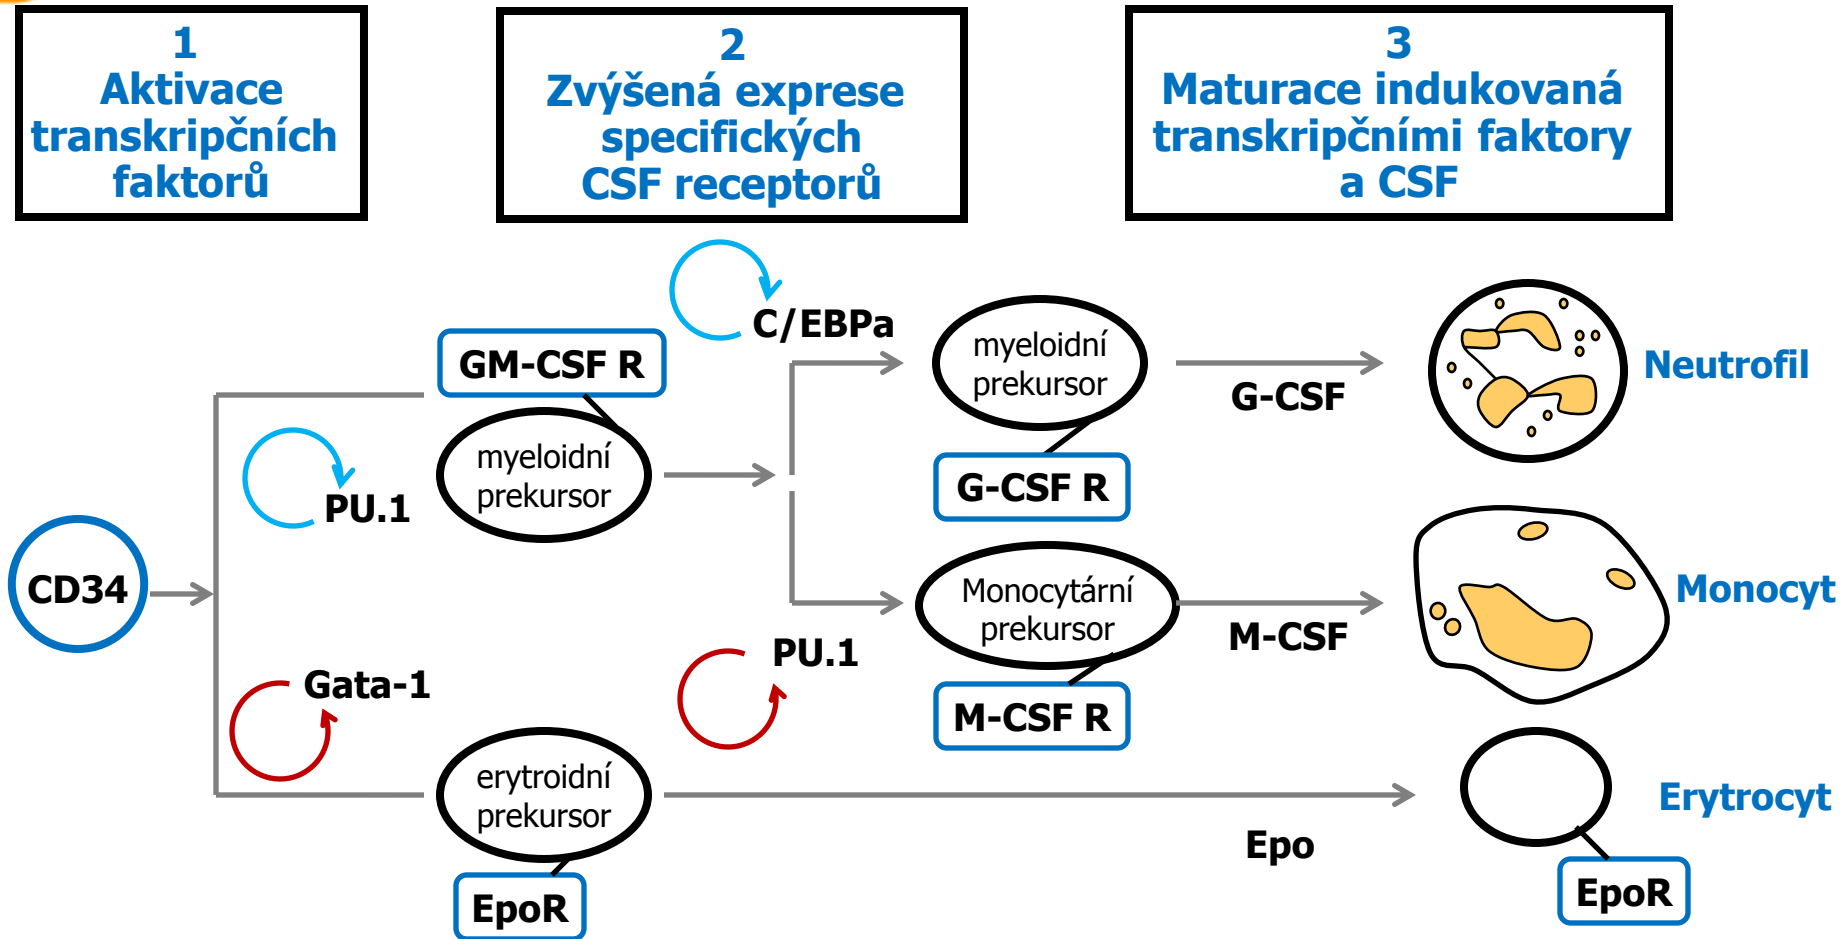 1
Aktivace
transkripčních
faktorů
2
Zvýšená exprese
specifických
CSF receptorů
3
Maturace indukovaná
transkripčními faktory
a CSF
C/EBPa
GM-CSF R
myeloidní
prekursor
G-CSF
Neutrofil
myeloidní
prekursor
PU.1
G-CSF R
CD34
Monocytární
prekursor
M-CSF
Monocyt
PU.1
Gata-1
M-CSF R
erytroidní
prekursor
Epo
Erytrocyt
EpoR
EpoR